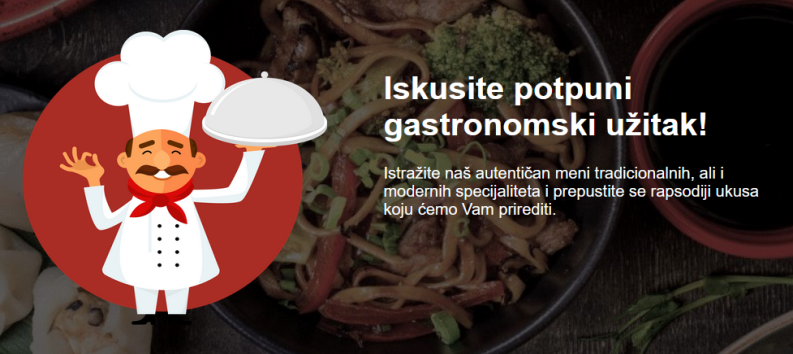 Iskusite potpuni
gastronomski užitak!
Istražite naš autentičan meni tradicionalnih, ali i
modernih specijaliteta i prepustite se rapsodiji ukusa
koju ćemo Vam prirediti.